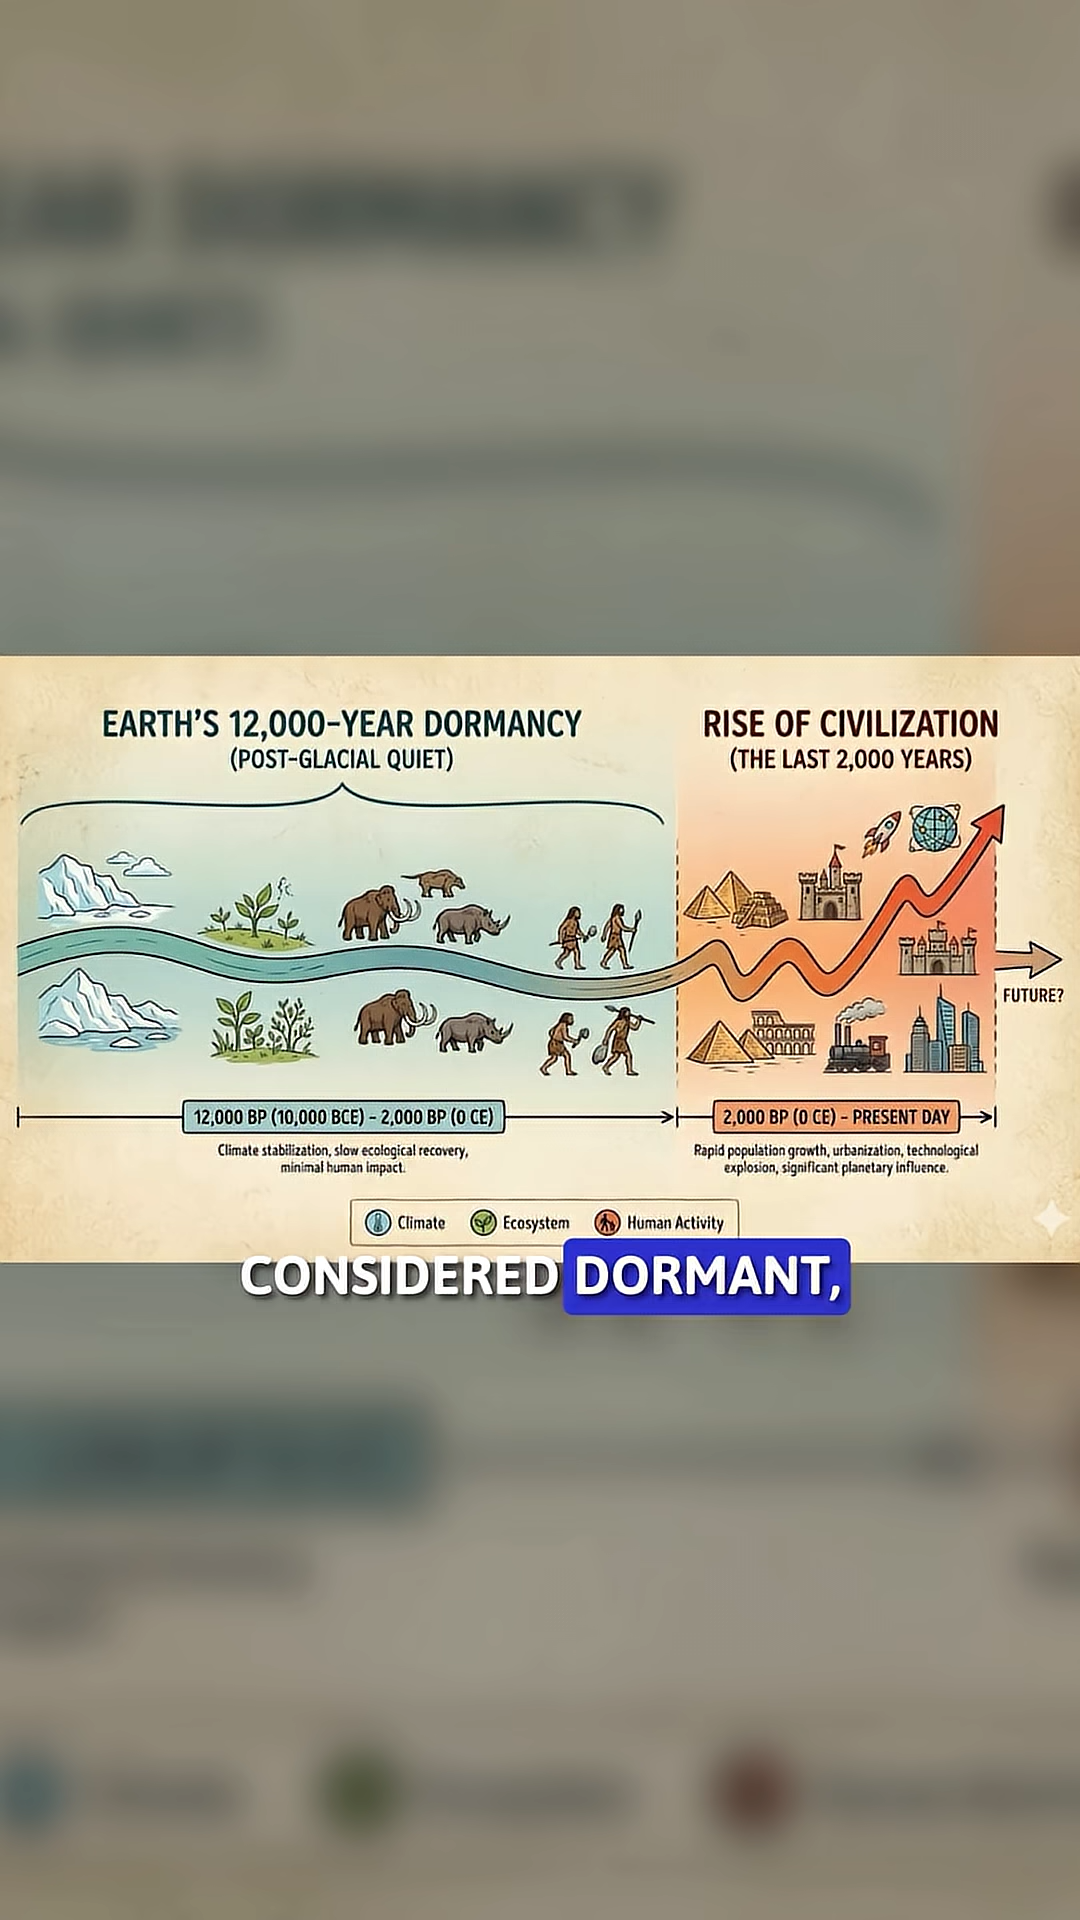 EARTH'S 12,000-YEAR DORMANCY
(POST-GLACIAL QUIET)
RISE OF CIVILIZATION
(THE LAST 2,000 YEARS)
FUTURE?
12,000 BP (10,000 BCE) – 2,000 BP (0 CE)
Climate stabilization, slow ecological recovery,
minimal human impact.
2,000 BP (0 CE) – PRESENT DAY
Rapid population growth, urbanization, technological
explosion, significant planetary influence.
Climate
Ecosystem
Human Activity
CONSIDERED DORMANT,